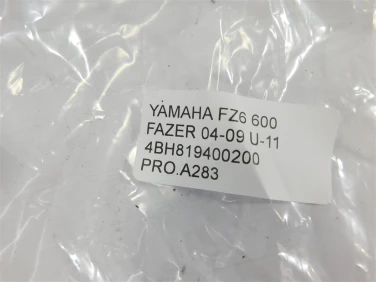 YAMAHA FZ6 600
FAZER 04-09 U-11
4BH819400200
PRO.A283